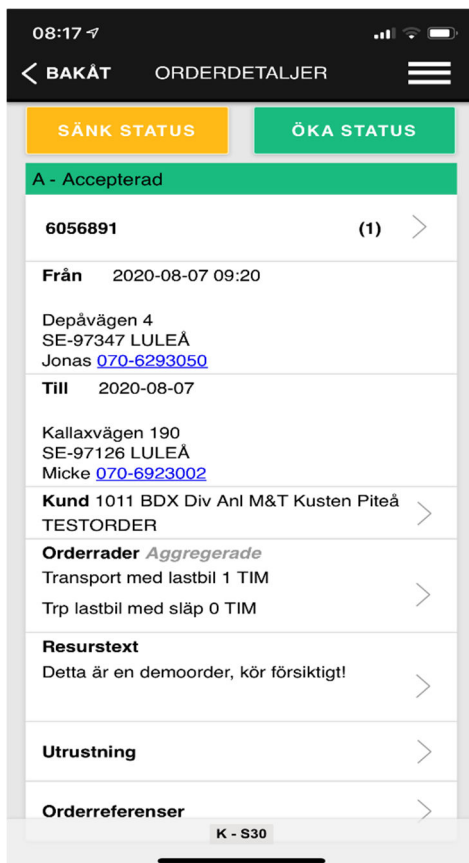 08:17
BAKÅT ORDERDETALJER
SÄNK STATUS ÖKA STATUS
A - Accepterad
6056891 (1)
Från 2020-08-07 09:20
Depåvägen 4
SE-97347 LULEÅ
Jonas 070-6293050
Till 2020-08-07
Kallaxvägen 190
SE-97126 LULEÅ
Micke 070-6923002
Kund 1011 BDX Div Anl M&T Kusten Piteå
TESTORDER
Orderrader Aggregerade
Transport med lastbil 1 TIM
Trp lastbil med släp 0 TIM
Resurstext
Detta är en demoorder, kör försiktigt!
Utrustning
Orderreferenser
K - S30